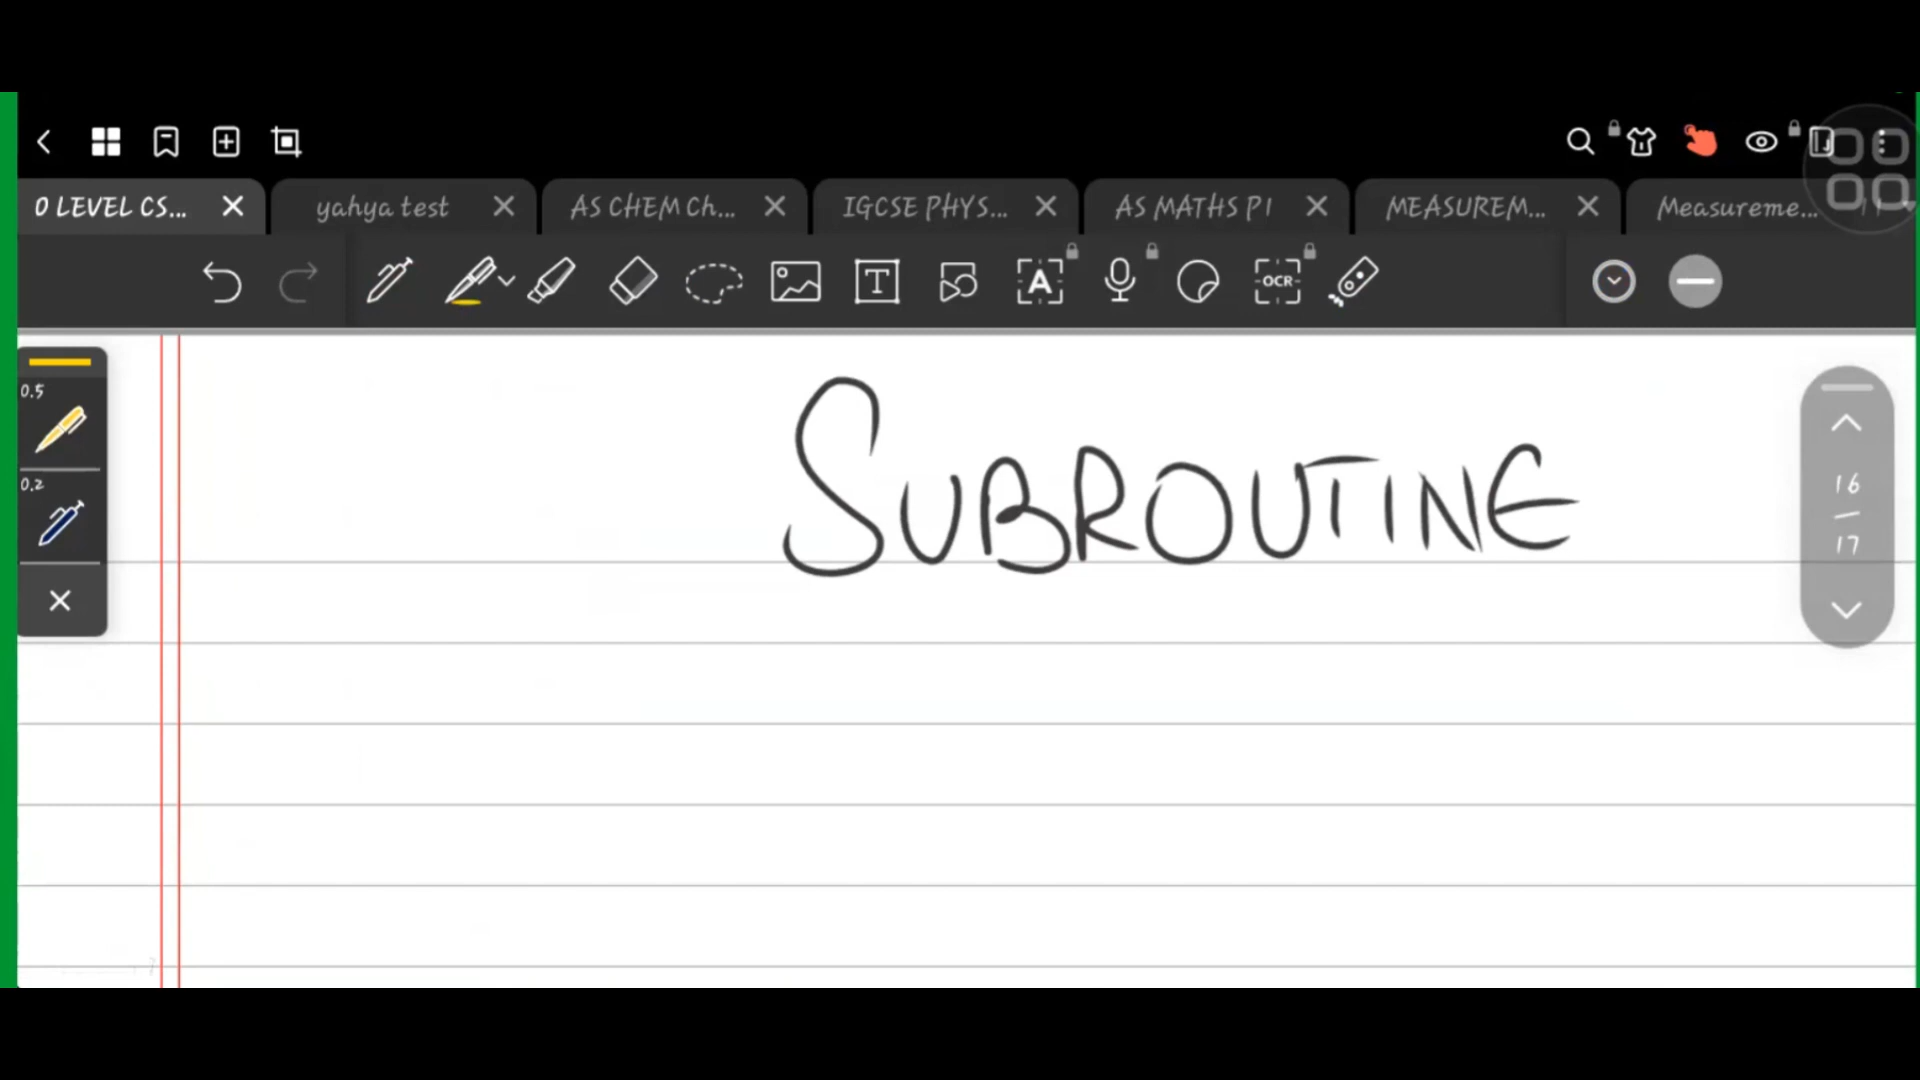 O LEVEL CS... yahya test AS CHEM Ch... IGCSE PHYS... AS MATHS P1 MEASUREM... Measureme...
T A OCR
0.5
0.2
SUBROUTINE
16
17